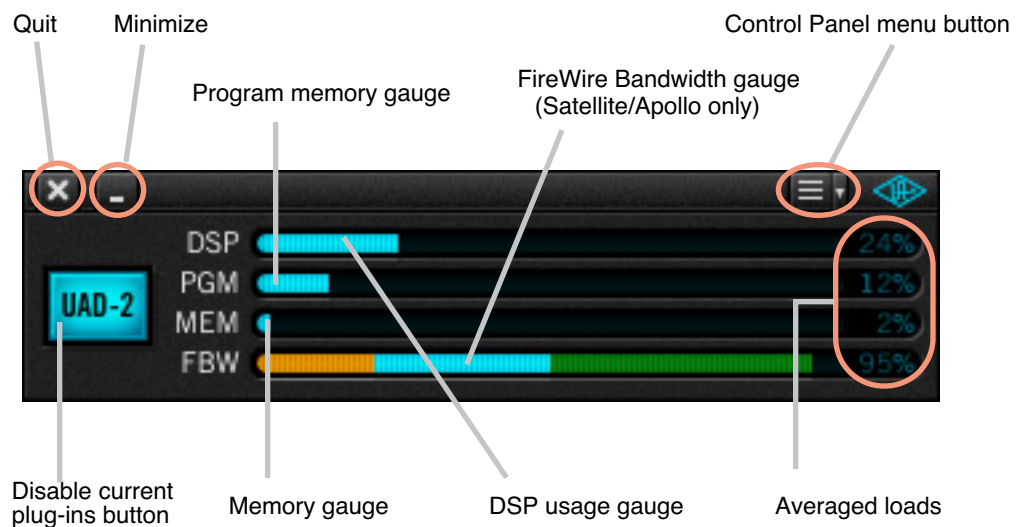 Quit
Minimize
Control Panel menu button
FireWire Bandwidth gauge
(Satellite/Apollo only)
Program memory gauge
DSP
24%
PGM
12%
UAD-2
MEM
2%
FBW
95%
Disable current
plug-ins button
Memory gauge
DSP usage gauge
Averaged loads